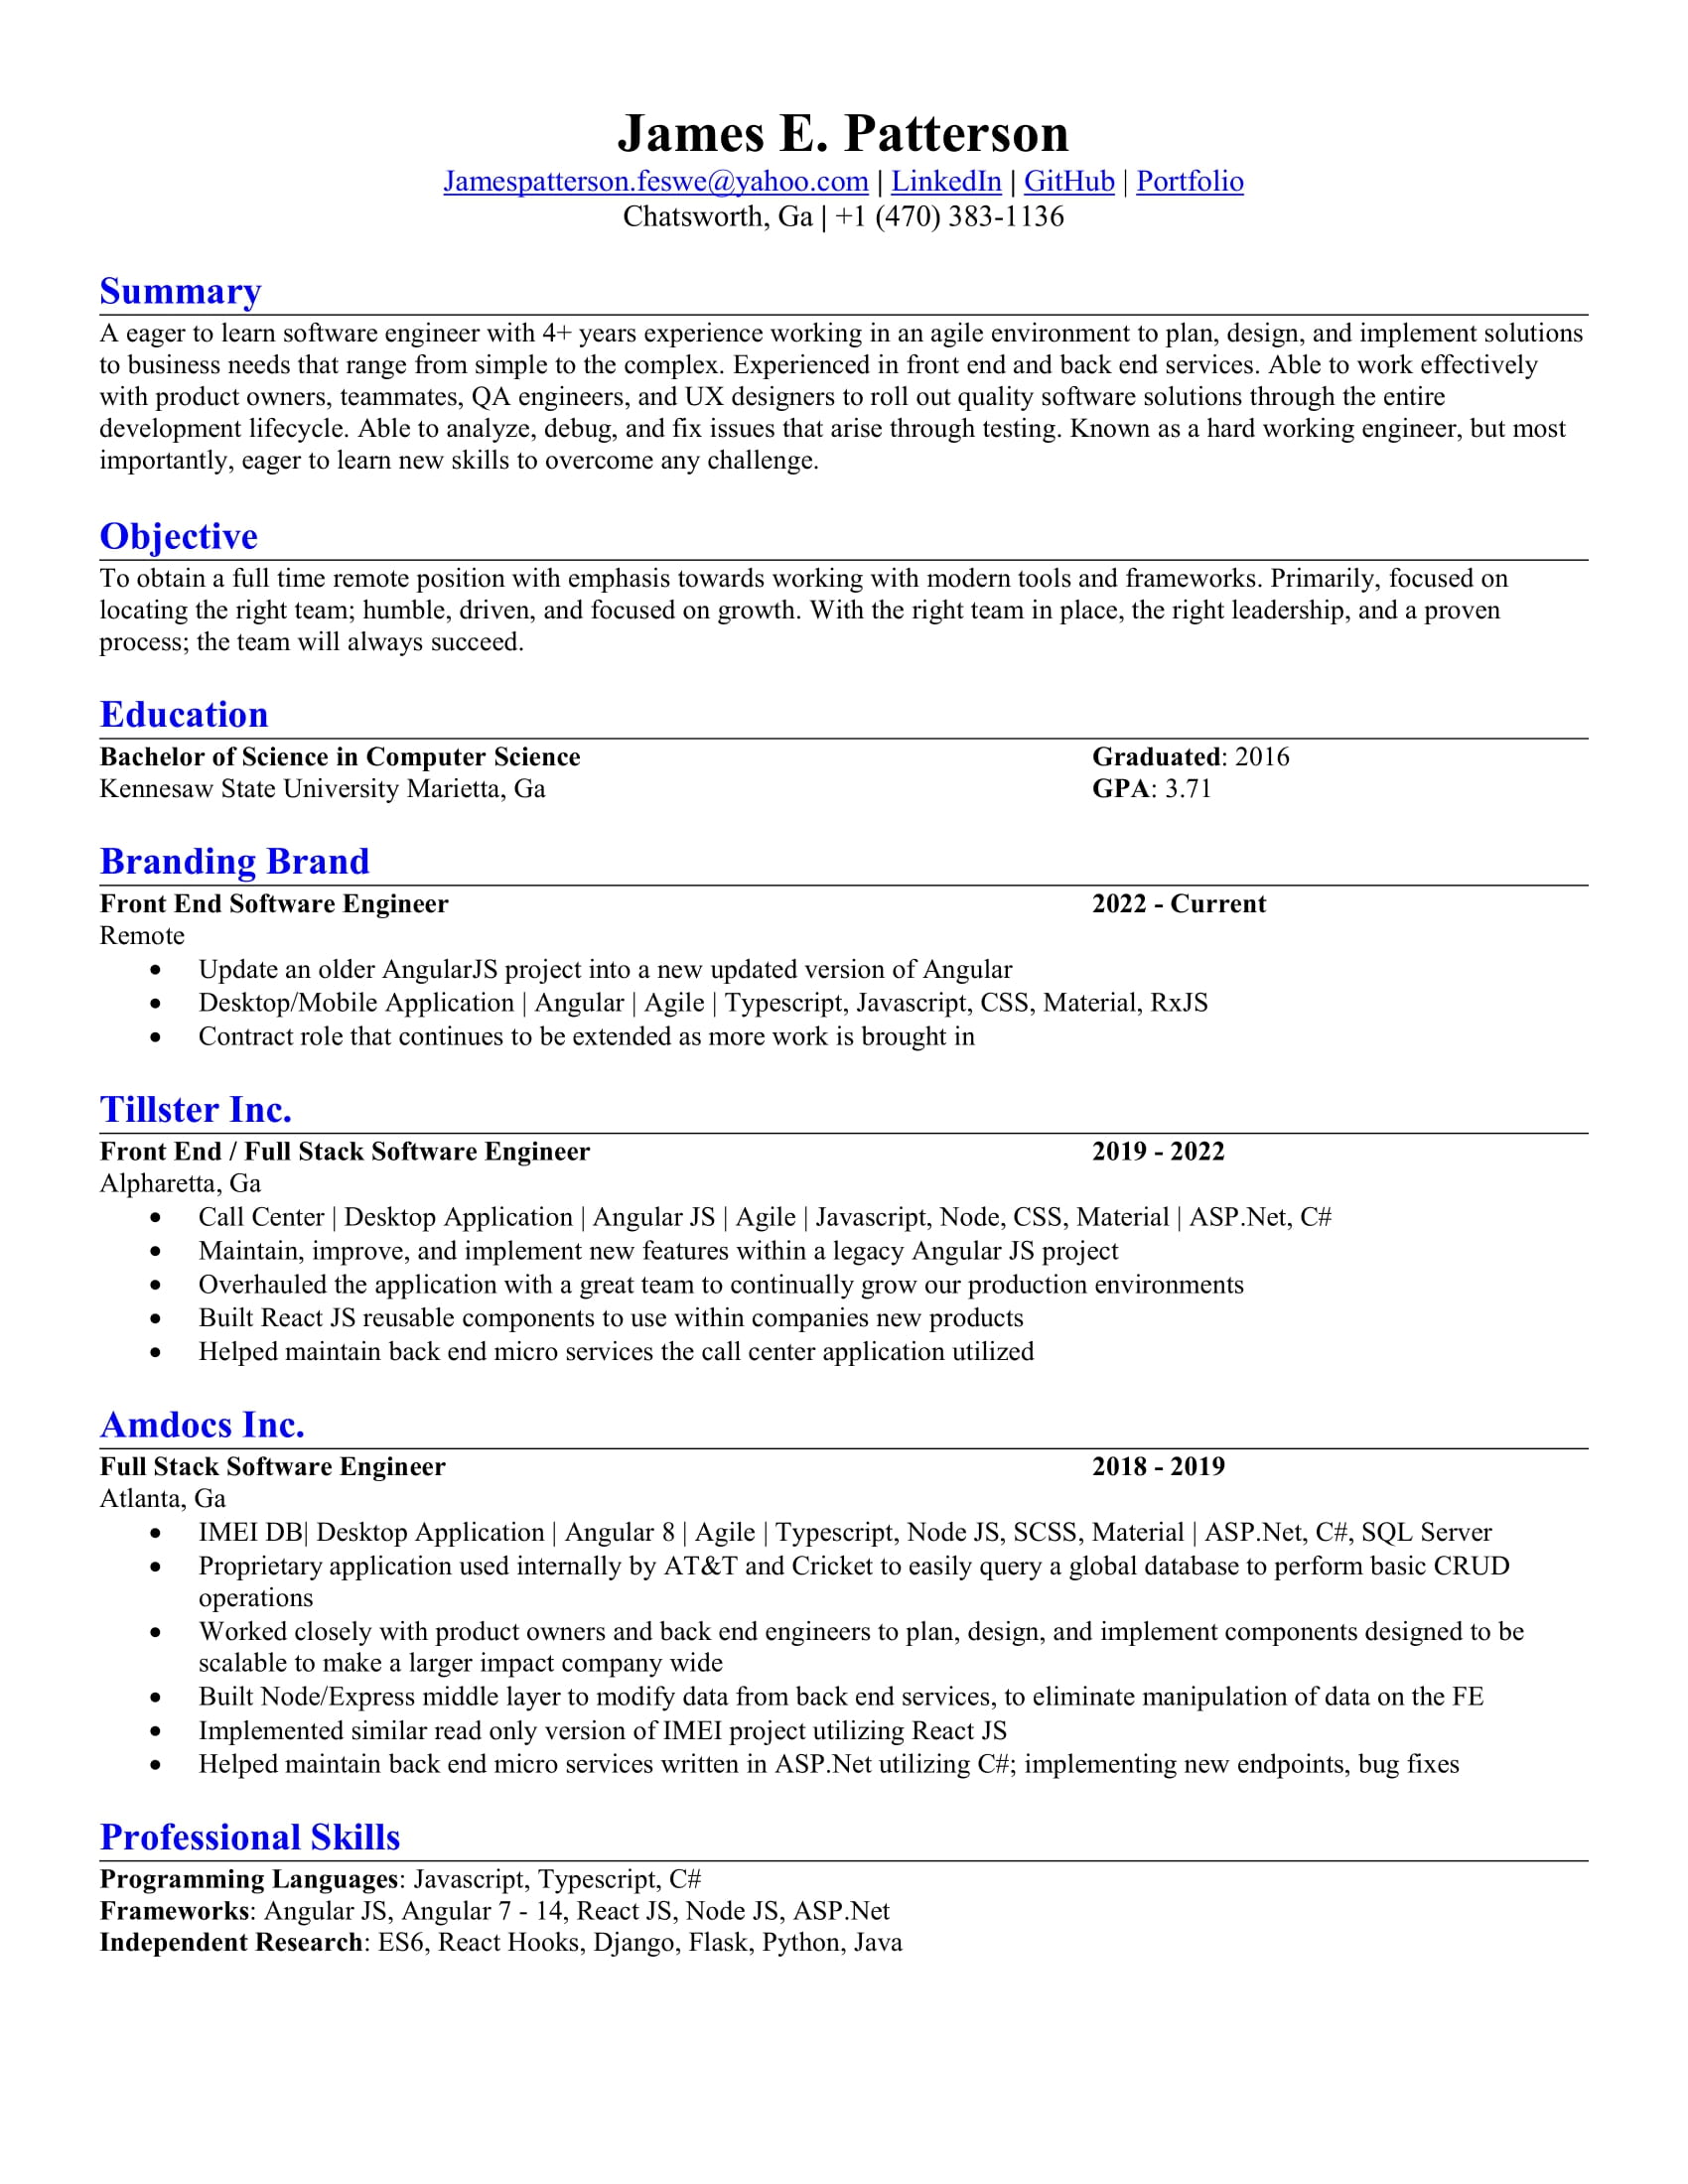 James E. Patterson
Jamespatterson.feswe@yahoo.com | LinkedIn | GitHub | Portfolio
Chatsworth, Ga | +1 (470) 383-1136
Summary
A eager to learn software engineer with 4+ years experience working in an agile environment to plan, design, and implement solutions
to business needs that range from simple to the complex. Experienced in front end and back end services. Able to work effectively
with product owners, teammates, QA engineers, and UX designers to roll out quality software solutions through the entire
development lifecycle. Able to analyze, debug, and fix issues that arise through testing. Known as a hard working engineer, but most
importantly, eager to learn new skills to overcome any challenge.
Objective
To obtain a full time remote position with emphasis towards working with modern tools and frameworks. Primarily, focused on
locating the right team; humble, driven, and focused on growth. With the right team in place, the right leadership, and a proven
process; the team will always succeed.
Education
Bachelor of Science in Computer Science Graduated: 2016
Kennesaw State University Marietta, Ga GPA: 3.71
Branding Brand
Front End Software Engineer 2022 - Current
Remote
• Update an older AngularJS project into a new updated version of Angular
• Desktop/Mobile Application | Angular | Agile | Typescript, Javascript, CSS, Material, RxJS
• Contract role that continues to be extended as more work is brought in
Tillster Inc.
Front End / Full Stack Software Engineer 2019 - 2022
Alpharetta, Ga
• Call Center | Desktop Application | Angular JS | Agile | Javascript, Node, CSS, Material | ASP.Net, C#
• Maintain, improve, and implement new features within a legacy Angular JS project
• Overhauled the application with a great team to continually grow our production environments
• Built React JS reusable components to use within companies new products
• Helped maintain back end micro services the call center application utilized
Amdocs Inc.
Full Stack Software Engineer 2018 - 2019
Atlanta, Ga
• IMEI DB| Desktop Application | Angular 8 | Agile | Typescript, Node JS, SCSS, Material | ASP.Net, C#, SQL Server
• Proprietary application used internally by AT&T and Cricket to easily query a global database to perform basic CRUD
operations
• Worked closely with product owners and back end engineers to plan, design, and implement components designed to be
scalable to make a larger impact company wide
• Built Node/Express middle layer to modify data from back end services, to eliminate manipulation of data on the FE
• Implemented similar read only version of IMEI project utilizing React JS
• Helped maintain back end micro services written in ASP.Net utilizing C#; implementing new endpoints, bug fixes
Professional Skills
Programming Languages: Javascript, Typescript, C#
Frameworks: Angular JS, Angular 7 - 14, React JS, Node JS, ASP.Net
Independent Research: ES6, React Hooks, Django, Flask, Python, Java